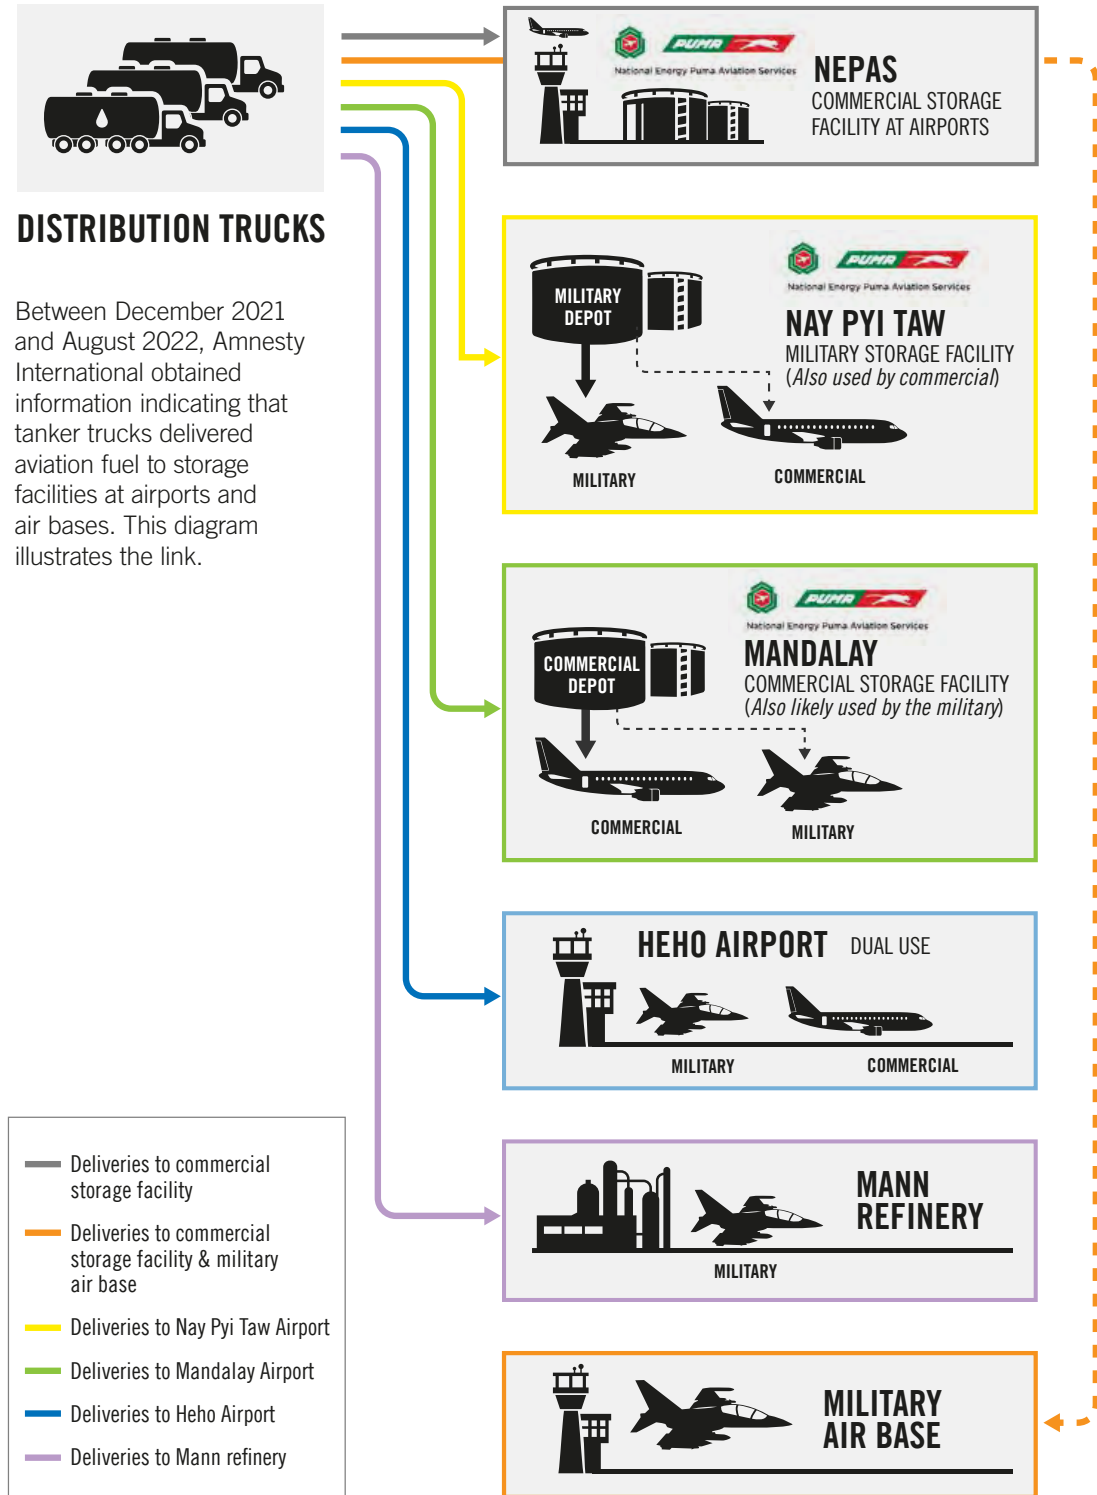 DISTRIBUTION TRUCKS
Between December 2021
and August 2022, Amnesty
International obtained
information indicating that
tanker trucks delivered
aviation fuel to storage
facilities at airports and
air bases. This diagram
illustrates the link.
PUMA
National Energy Puma Aviation Services
NEPAS
COMMERCIAL STORAGE
FACILITY AT AIRPORTS
PUMA
National Energy Puma Aviation Services
MILITARY
DEPOT
NAY PYI TAW
MILITARY STORAGE FACILITY
(Also used by commercial)
MILITARY
COMMERCIAL
PUMA
National Energy Puma Aviation Services
COMMERCIAL
DEPOT
MANDALAY
COMMERCIAL STORAGE FACILITY
(Also likely used by the military)
COMMERCIAL
MILITARY
HEHO AIRPORT DUAL USE
MILITARY
COMMERCIAL
MANN
REFINERY
MILITARY
MILITARY
AIR BASE
Deliveries to commercial
storage facility
Deliveries to commercial
storage facility & military
air base
Deliveries to Nay Pyi Taw Airport
Deliveries to Mandalay Airport
Deliveries to Heho Airport
Deliveries to Mann refinery